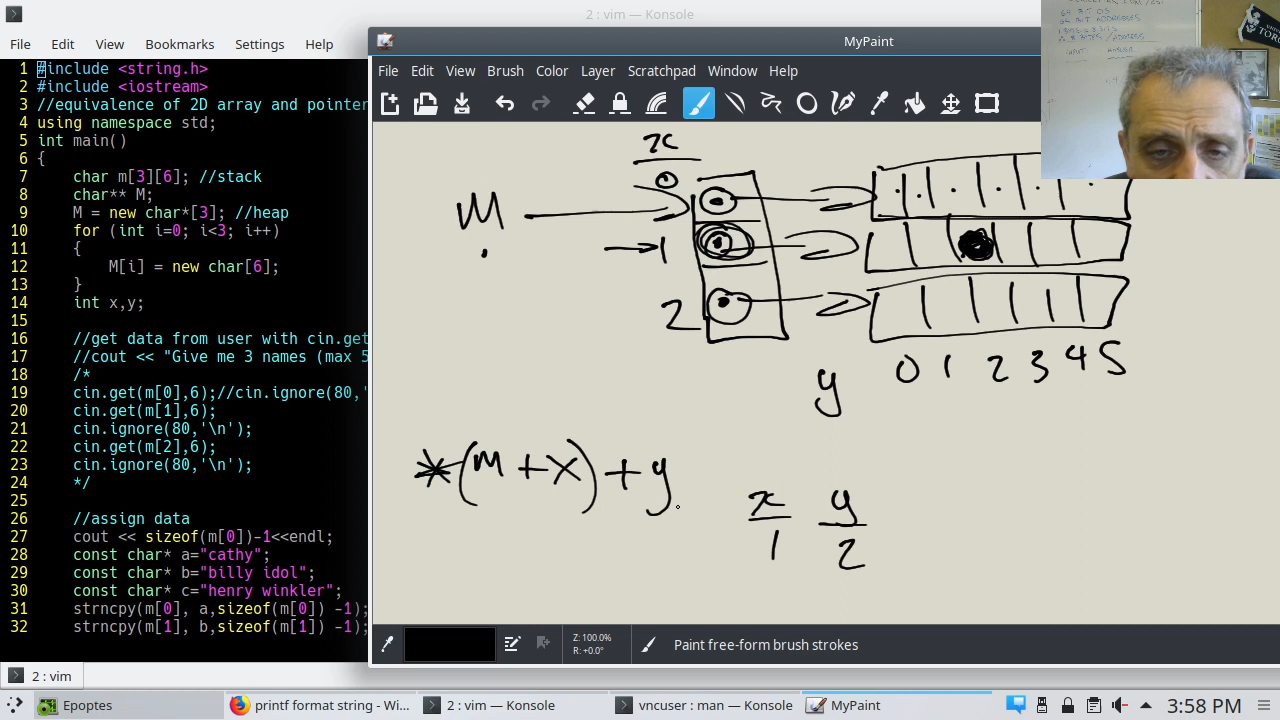 2 : vim — Konsole
File Edit View Bookmarks Settings Help
1 #include <string.h>
2 #include <iostream>
3 //equivalence of 2D array and pointer
4 using namespace std;
5 int main()
6 {
7 char m[3][6]; //stack
8 char** M;
9 M = new char*[3]; //heap
10 for (int i=0; i<3; i++)
11 {
12 M[i] = new char[6];
13 }
14 int x,y;
15
16 //get data from user with cin.get
17 //cout << "Give me 3 names (max 5
18 /*
19 cin.get(m[0],6);//cin.ignore(80,'
20 cin.get(m[1],6);
21 cin.ignore(80,'\n');
22 cin.get(m[2],6);
23 cin.ignore(80,'\n');
24 */
25
26 //assign data
27 cout << sizeof(m[0])-1<<endl;
28 const char* a="cathy";
29 const char* b="billy idol";
30 const char* c="henry winkler";
31 strncpy(m[0], a,sizeof(m[0]) -1);
32 strncpy(m[1], b,sizeof(m[1]) -1);
2 : vim
MyPaint
File Edit View Brush Color Layer Scratchpad Window Help
x
0
M
1
2
0 1 2 3 4 5
y
*(m + x) + y
x y
1 2
Z: 100.0%
R: +0.0°
Paint free-form brush strokes
Epoptes
printf format string - Wi...
2 : vim — Konsole
vncuser : man — Konsole
MyPaint
3:58 PM